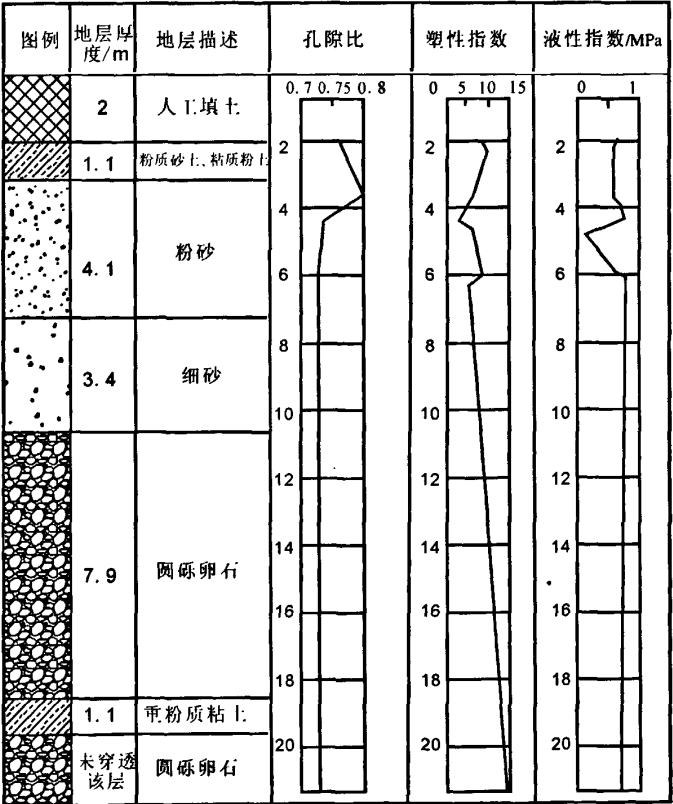 图例 地层厚度/m 地层描述 孔隙比 塑性指数 液性指数/MPa
0.7 0.75 0.8 0 5 10 15 0 1
2 人工填土
1.1 粉质砂土、粘质粉土
4.1 粉砂
3.4 细砂
7.9 圆砾卵石
1.1 重粉质粘土
未穿透该层 圆砾卵石
2 2 2
4 4 4
6 6 6
8 8 8
10 10 10
12 12 12
14 14 14
16 16 16
18 18 18
20 20 20